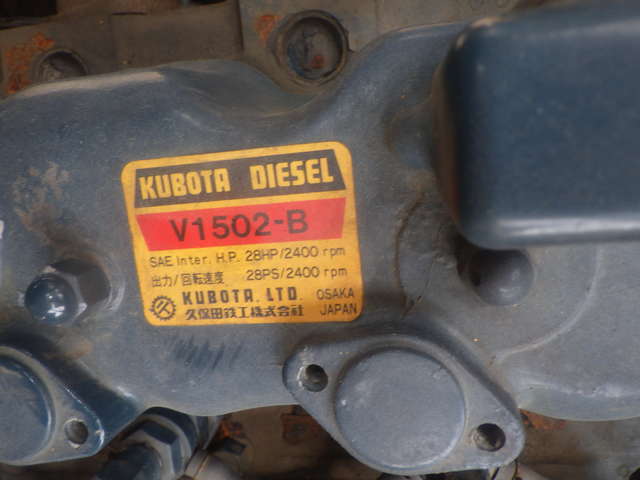 KUBOTA DIESEL
V1502-B
SAE Inter. H.P. 28HP/2400 rpm
出力/回転速度 28PS/2400 rpm
KUBOTA, LTD. OSAKA
久保田鉄工株式会社 JAPAN